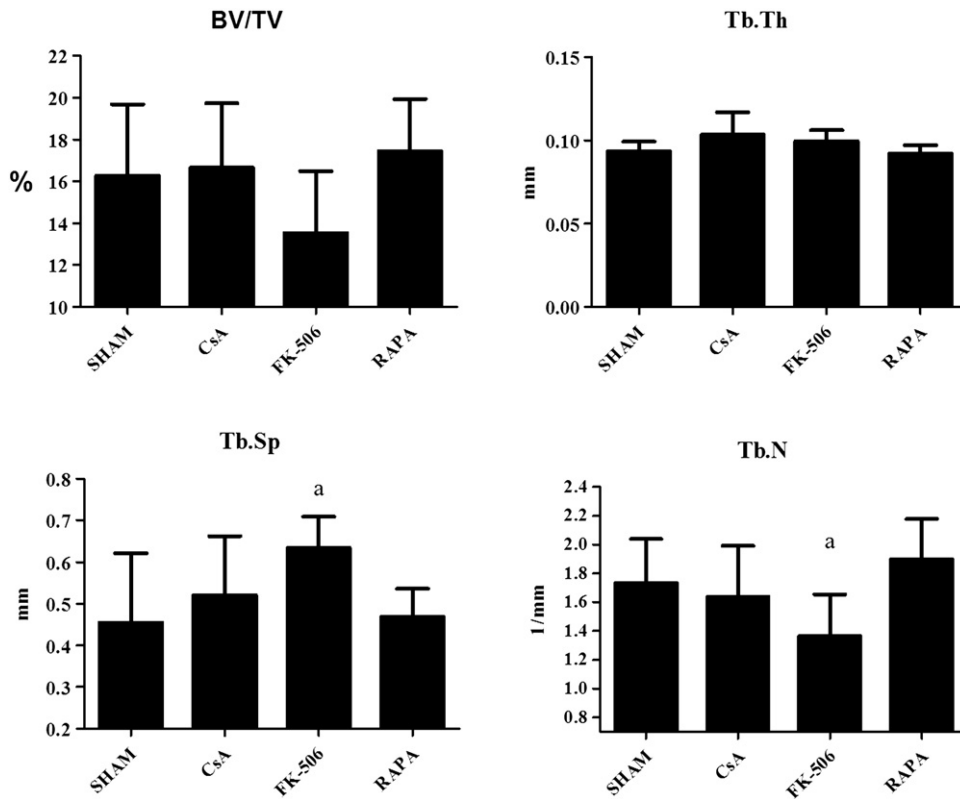 BV/TV
22
20
18
16
14
12
10
%
SHAM
CsA
FK-506
RAPA
Tb.Th
0.15
0.10
0.05
0.00
mm
SHAM
CsA
FK-506
RAPA
Tb.Sp
0.8
0.7
0.6
0.5
0.4
0.3
0.2
mm
a
SHAM
CsA
FK-506
RAPA
Tb.N
2.4
2.2
2.0
1.8
1.6
1.4
1.2
1.0
0.8
1/mm
a
SHAM
CsA
FK-506
RAPA